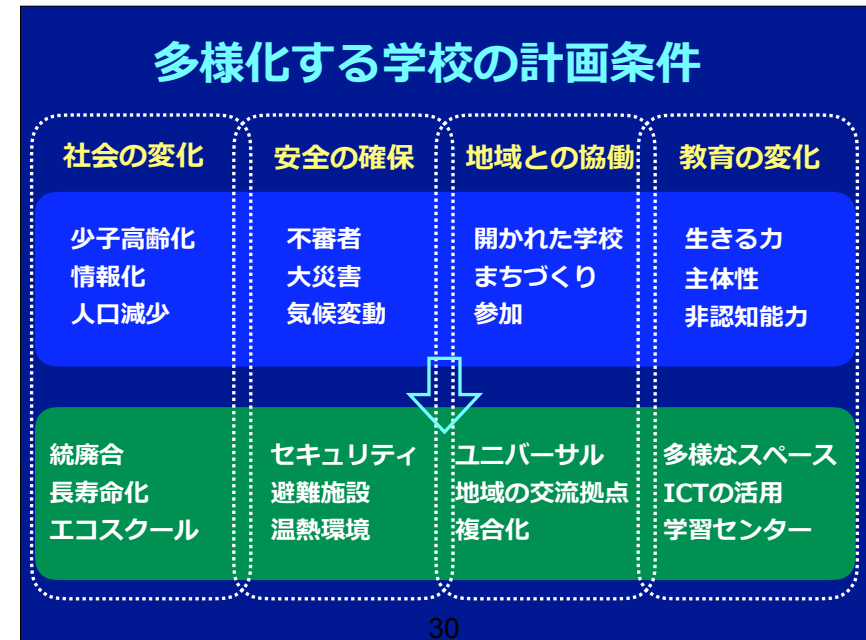 多様化する学校の計画条件
社会の変化
少子高齢化
情報化
人口減少
統廃合
長寿命化
エコスクール
安全の確保
不審者
大災害
気候変動
セキュリティ
避難施設
温熱環境
地域との協働
開かれた学校
まちづくり
参加
ユニバーサル
地域の交流拠点
複合化
教育の変化
生きる力
主体性
非認知能力
多様なスペース
ICTの活用
学習センター
30